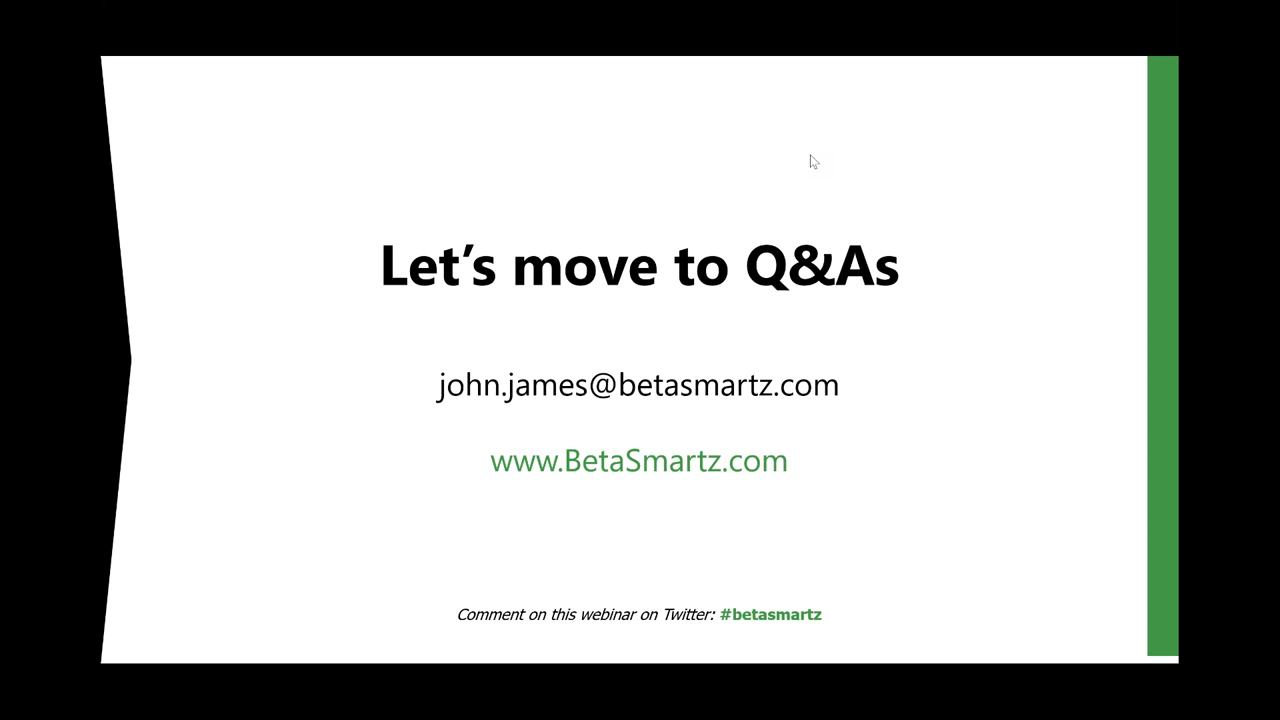 Let’s move to Q&As
john.james@betasmartz.com
www.BetaSmartz.com
Comment on this webinar on Twitter: #betasmartz